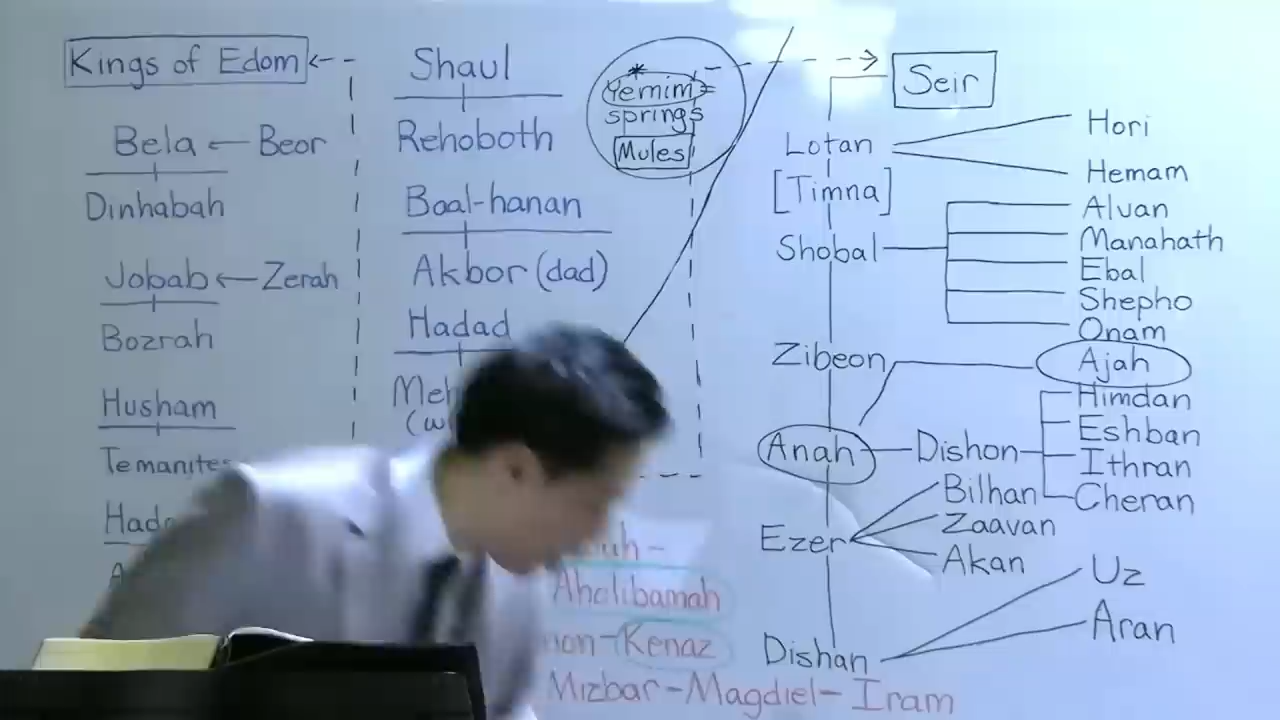 Kings of Edom
Bela ← Beor
Dinhabah
Jobab ← Zerah
Bozrah
Husham
Temanites
Shaul
Rehoboth
Baal-hanan
Akbor (dad)
Hadad
*
Yemim =
springs
Mules
Aholibamah
Kenaz
Mizbar - Magdiel - Iram
Seir
Lotan
Hori
Hemam
[Timna]
Shobal
Alvan
Manahath
Ebal
Shepho
Onam
Zibeon
Ajah
Anah
Dishon
Himdan
Eshban
Ithran
Cheran
Ezer
Bilhan
Zaavan
Akan
Dishan
Uz
Aran